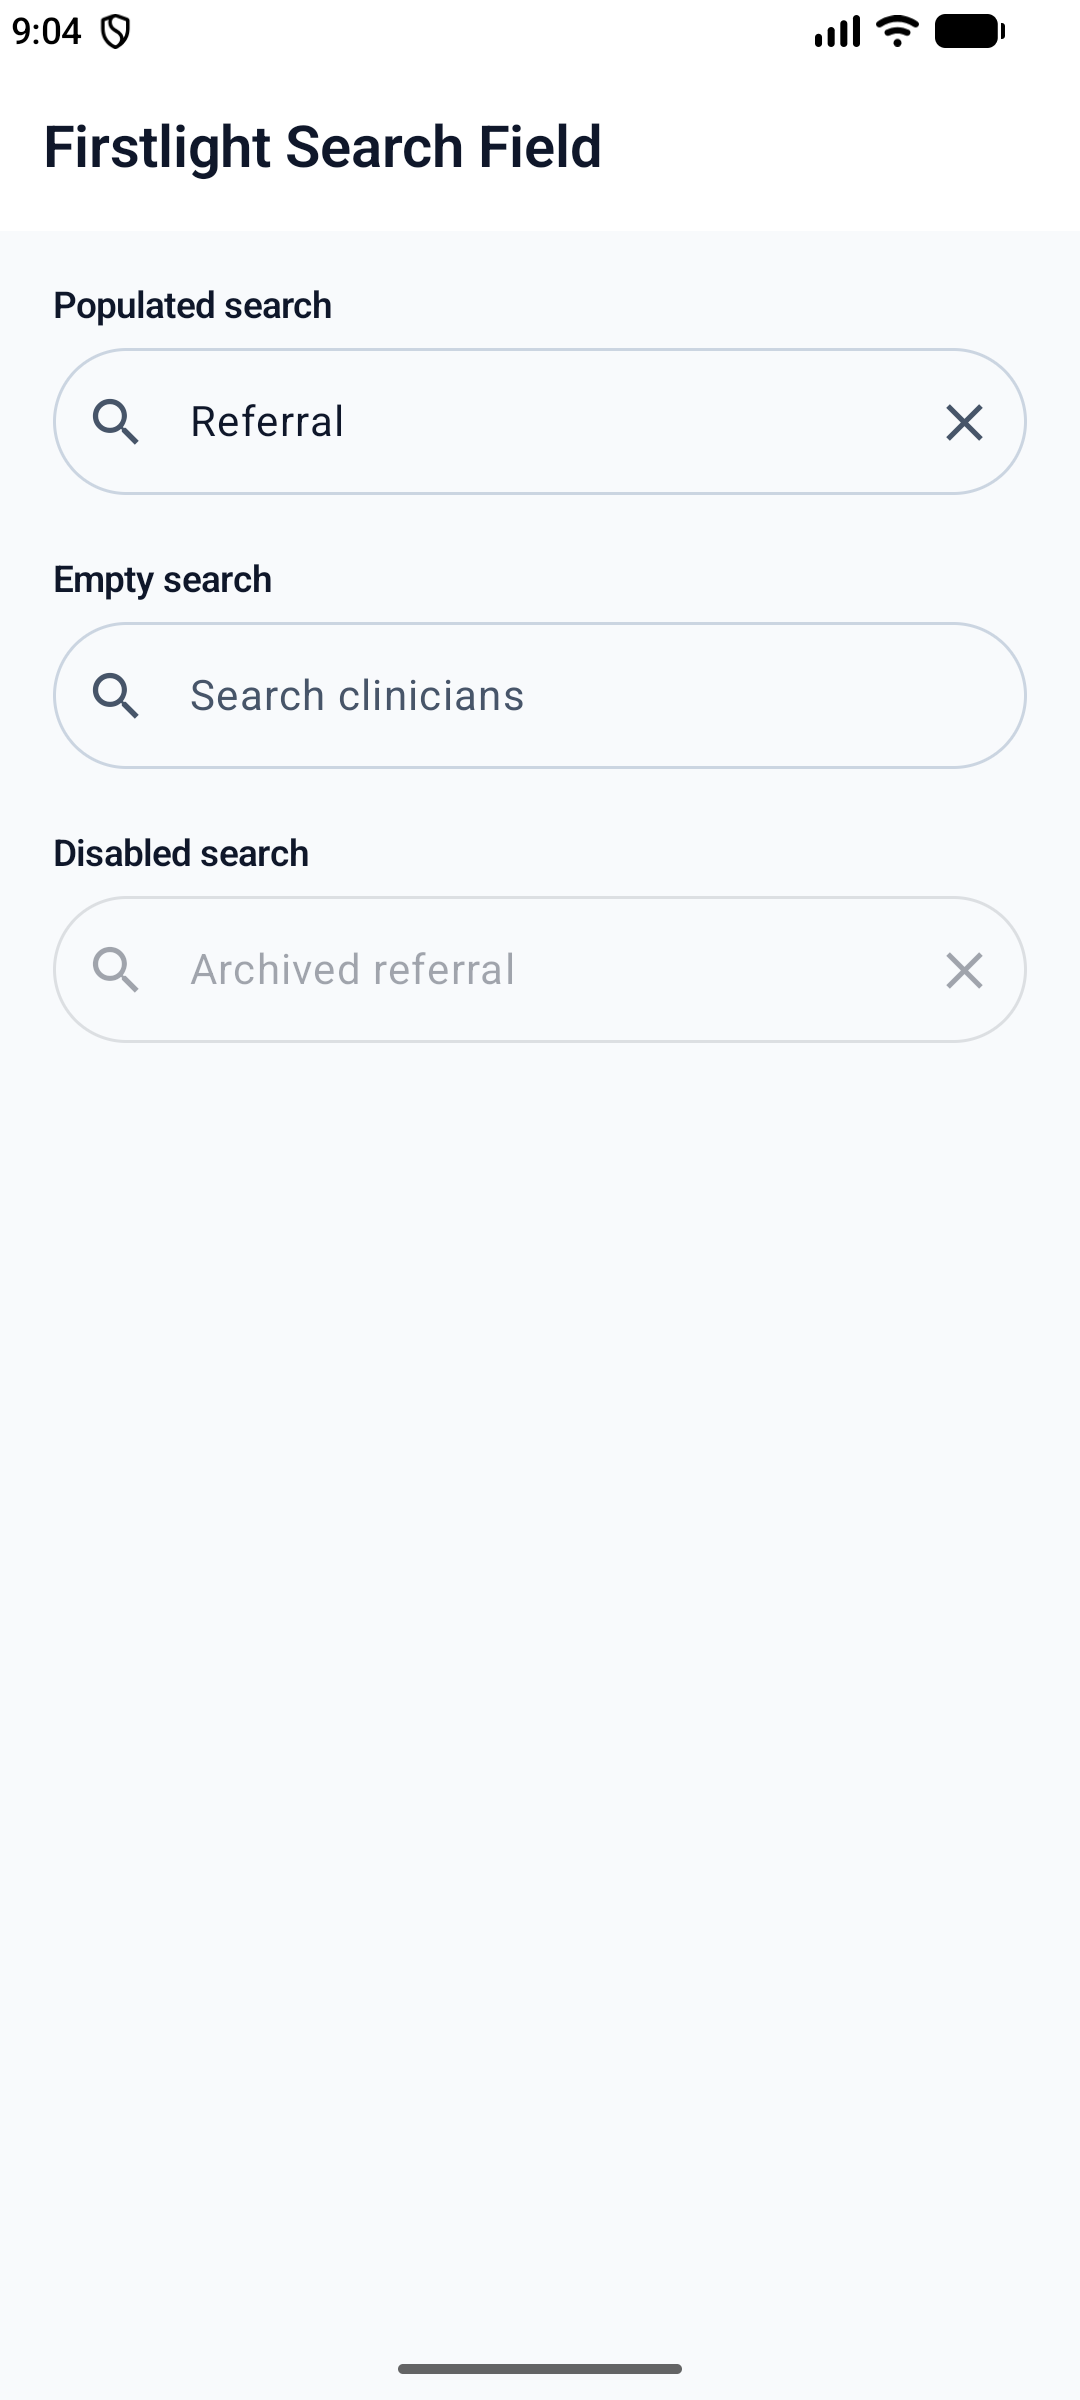 9:04
Firstlight Search Field
Populated search
Referral
Empty search
Search clinicians
Disabled search
Archived referral